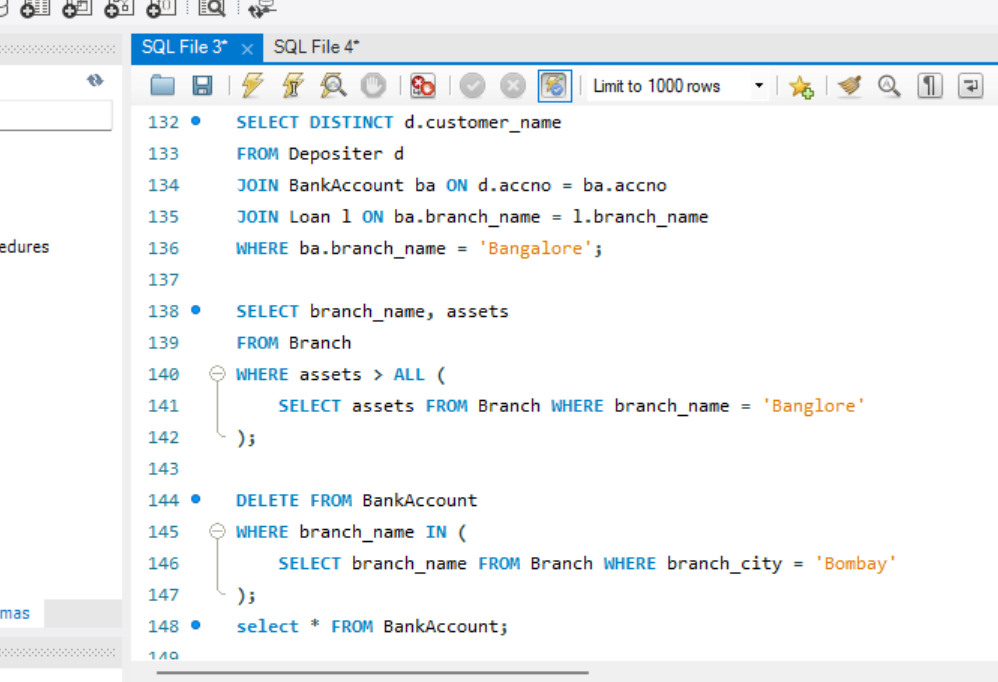 SQL File 3* ×
SQL File 4*
Limit to 1000 rows
132 SELECT DISTINCT d.customer_name
133 FROM Depositer d
134 JOIN BankAccount ba ON d.accno = ba.accno
135 JOIN Loan l ON ba.branch_name = l.branch_name
136 WHERE ba.branch_name = 'Bangalore';
137
138 SELECT branch_name, assets
139 FROM Branch
140 WHERE assets > ALL (
141 SELECT assets FROM Branch WHERE branch_name = 'Banglore'
142 );
143
144 DELETE FROM BankAccount
145 WHERE branch_name IN (
146 SELECT branch_name FROM Branch WHERE branch_city = 'Bombay'
147 );
148 select * FROM BankAccount;
149
edures
mas